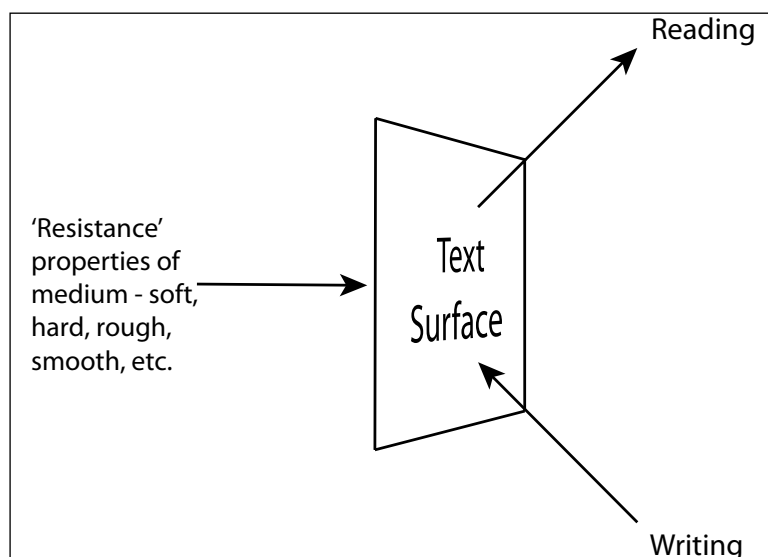 Reading
‘Resistance’
properties of
medium - soft,
hard, rough,
smooth, etc.
Text
Surface
Writing